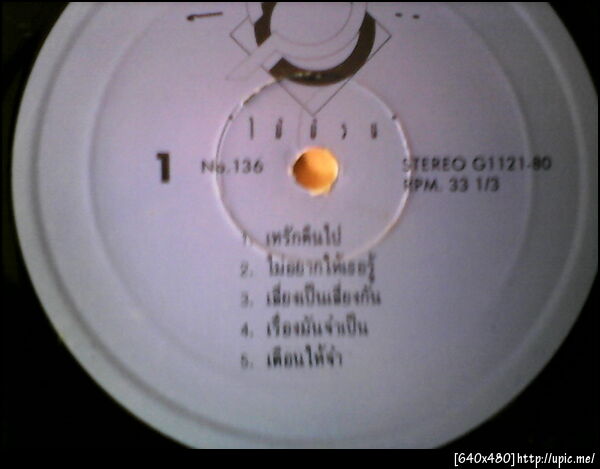 1
No.136
STEREO G1121-80
RPM. 33 1/3
1. เทรักคืนไป
2. ไม่อยากให้เธอรู้
3. เสี่ยงเป็นเสี่ยงกัน
4. เรื่องมันจำเป็น
5. เตือนให้จำ
[640x480]http://upic.me/